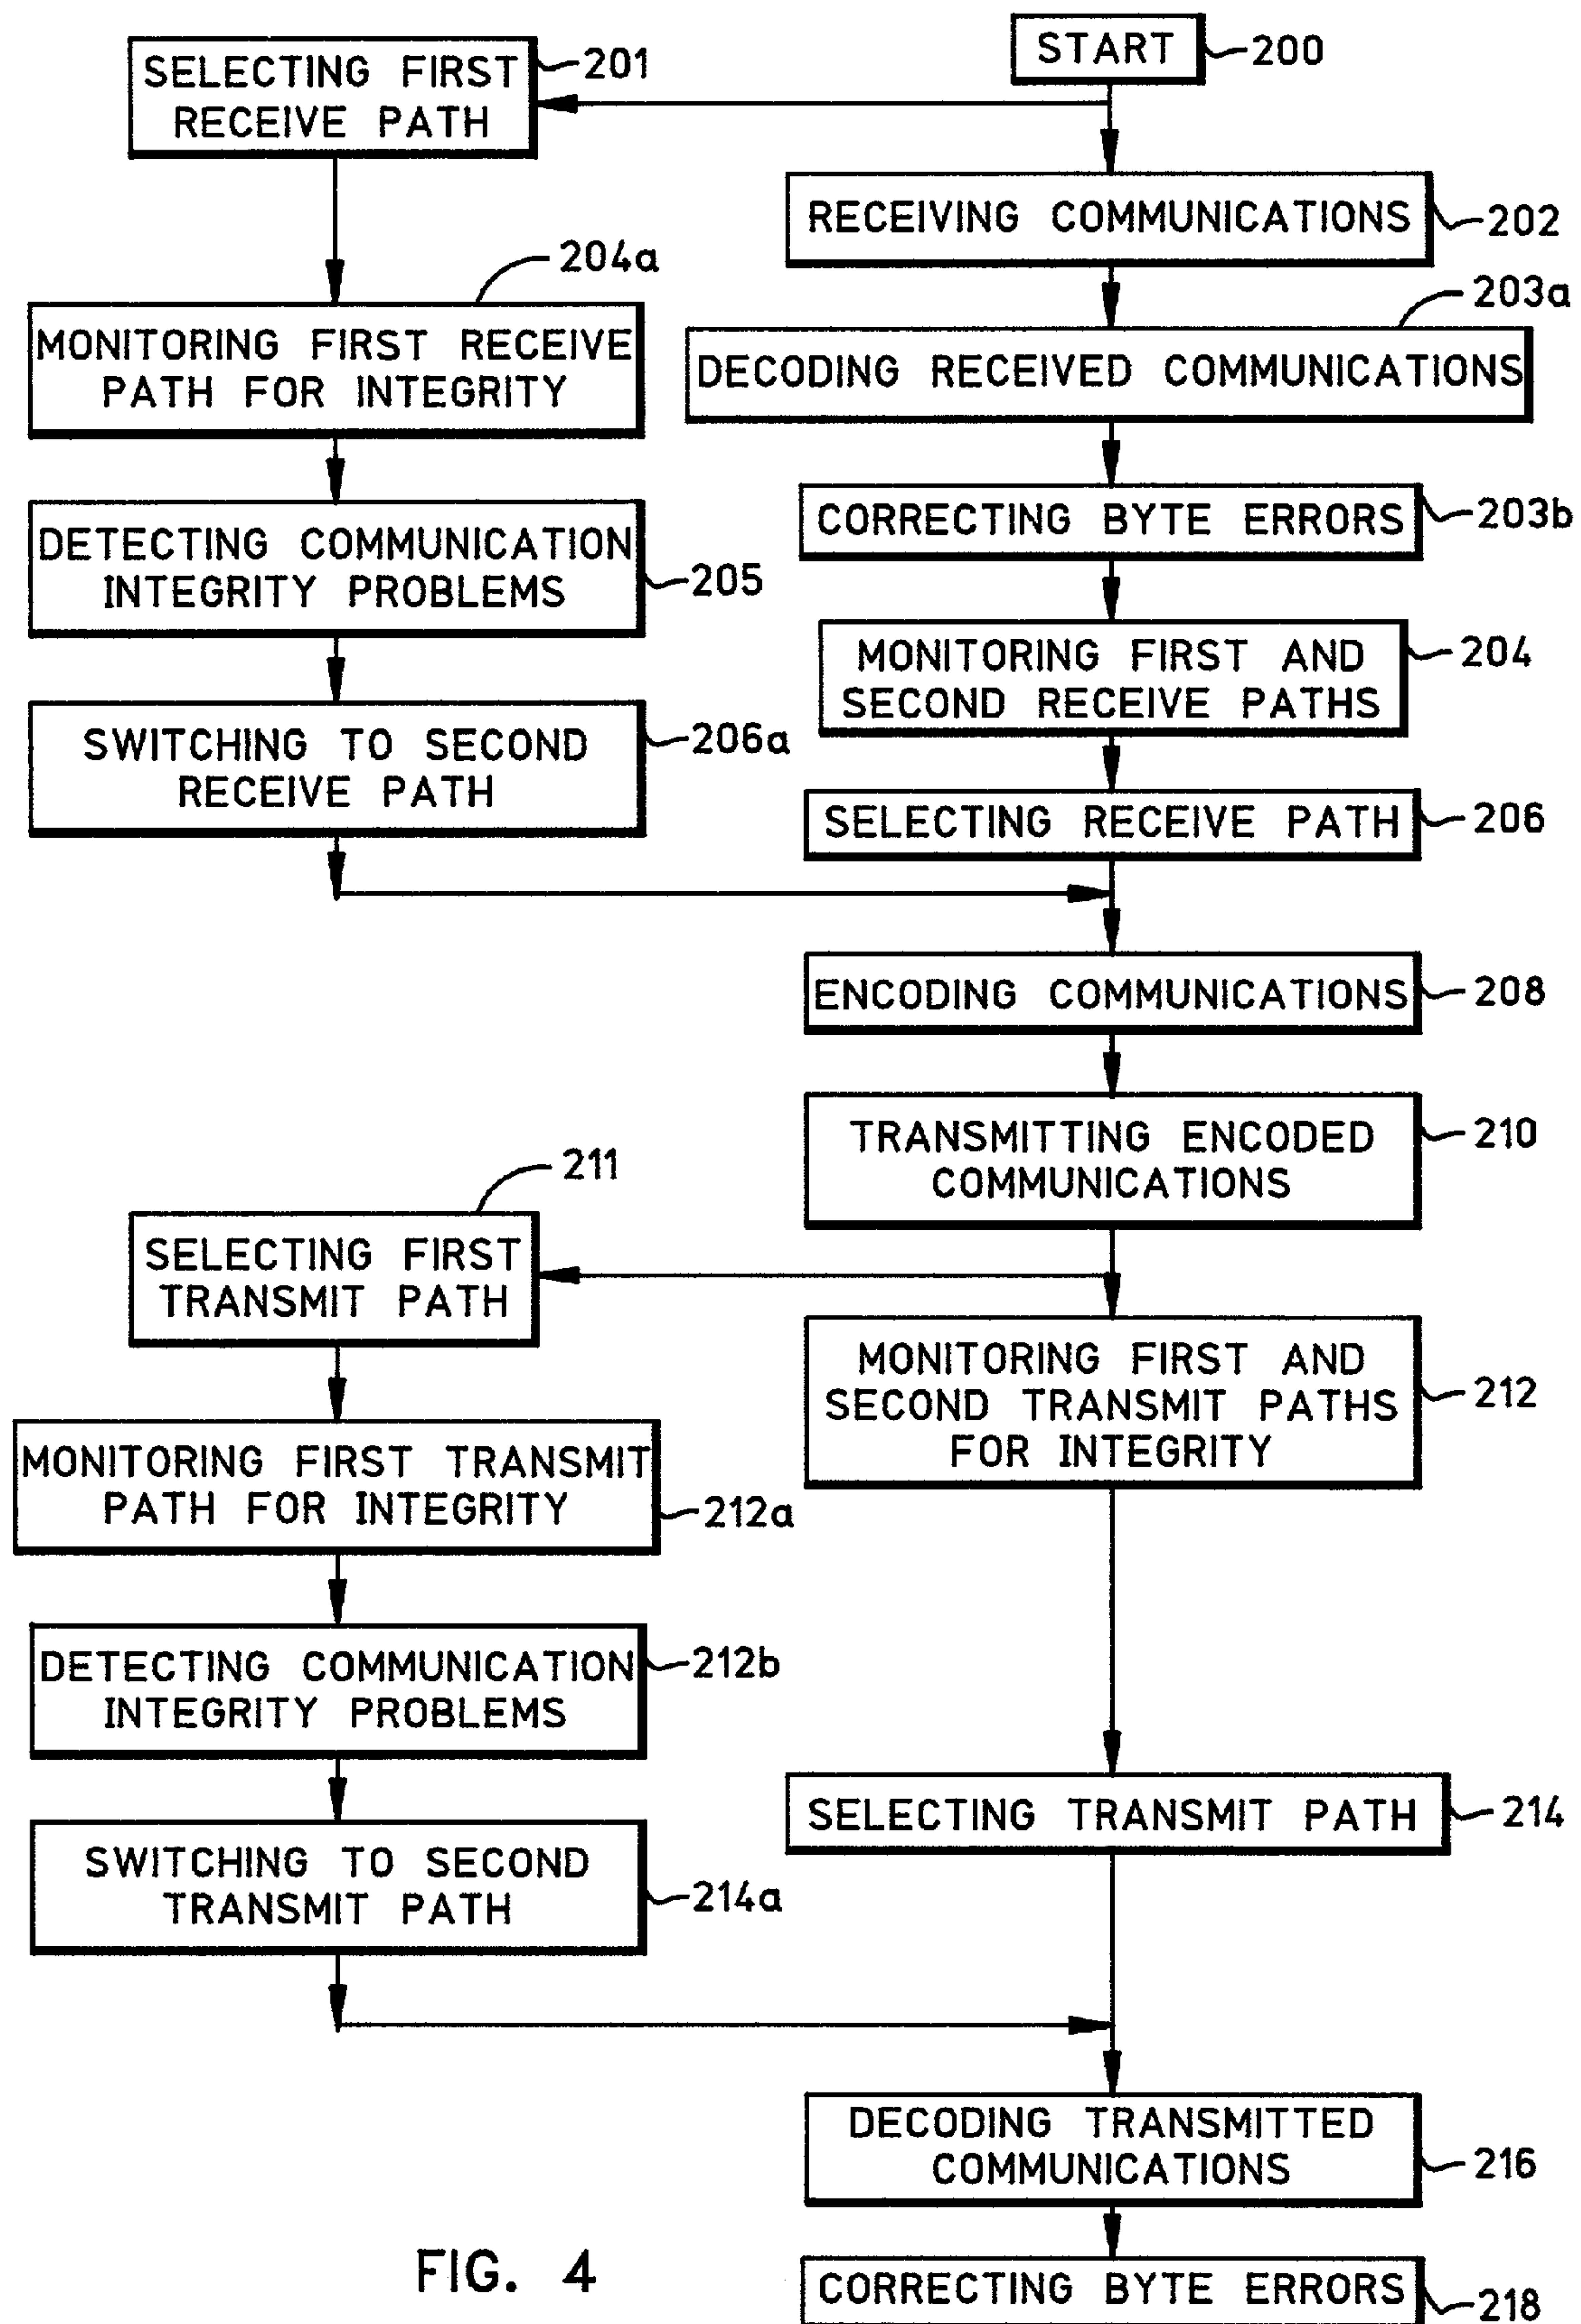 START
200
SELECTING FIRST
RECEIVE PATH
201
RECEIVING COMMUNICATIONS
202
204a
MONITORING FIRST RECEIVE
PATH FOR INTEGRITY
203a
DECODING RECEIVED COMMUNICATIONS
DETECTING COMMUNICATION
INTEGRITY PROBLEMS
205
CORRECTING BYTE ERRORS
203b
MONITORING FIRST AND
SECOND RECEIVE PATHS
204
SWITCHING TO SECOND
RECEIVE PATH
206a
SELECTING RECEIVE PATH
206
ENCODING COMMUNICATIONS
208
TRANSMITTING ENCODED
COMMUNICATIONS
210
211
SELECTING FIRST
TRANSMIT PATH
MONITORING FIRST AND
SECOND TRANSMIT PATHS
FOR INTEGRITY
212
MONITORING FIRST TRANSMIT
PATH FOR INTEGRITY
212a
DETECTING COMMUNICATION
INTEGRITY PROBLEMS
212b
SELECTING TRANSMIT PATH
214
SWITCHING TO SECOND
TRANSMIT PATH
214a
DECODING TRANSMITTED
COMMUNICATIONS
216
CORRECTING BYTE ERRORS
218
FIG. 4